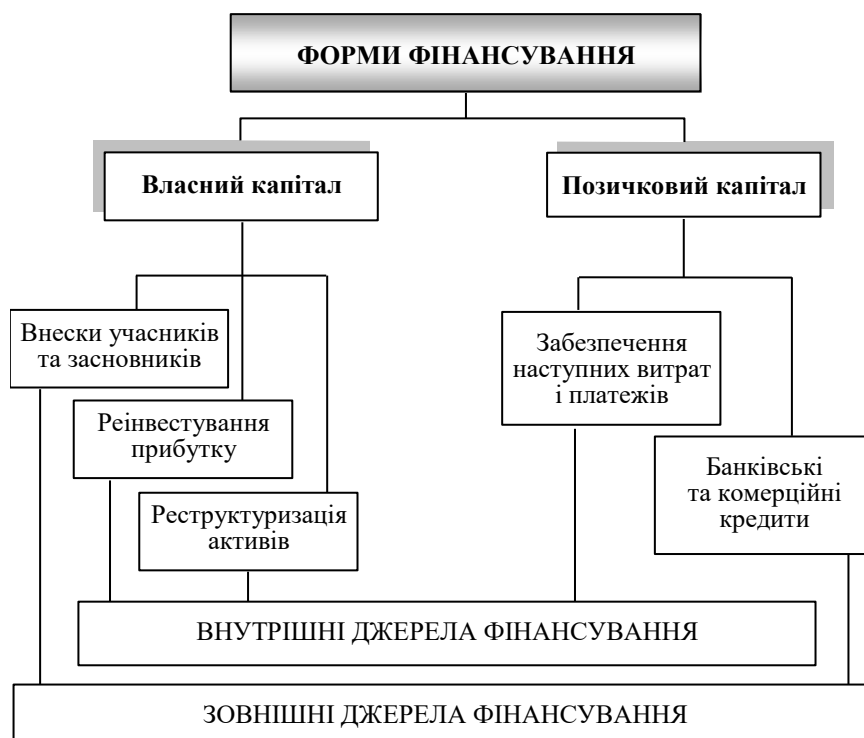 ФОРМИ ФІНАНСУВАННЯ
Власний капітал
Позичковий капітал
Внески учасників
та засновників
Забезпечення
наступних витрат
і платежів
Реінвестування
прибутку
Банківські
та комерційні
кредити
Реструктуризація
активів
ВНУТРІШНІ ДЖЕРЕЛА ФІНАНСУВАННЯ
ЗОВНІШНІ ДЖЕРЕЛА ФІНАНСУВАННЯ